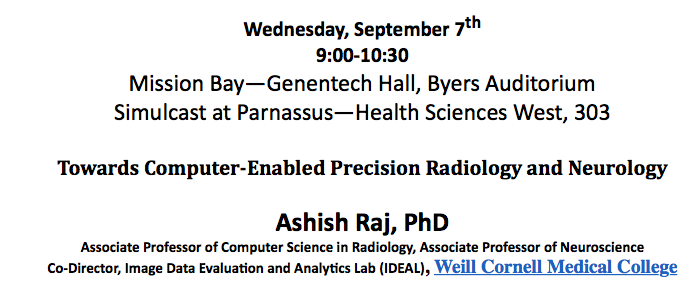 Wednesday, September 7th
9:00-10:30
Mission Bay—Genentech Hall, Byers Auditorium
Simulcast at Parnassus—Health Sciences West, 303
Towards Computer-Enabled Precision Radiology and Neurology
Ashish Raj, PhD
Associate Professor of Computer Science in Radiology, Associate Professor of Neuroscience
Co-Director, Image Data Evaluation and Analytics Lab (IDEAL), Weill Cornell Medical College